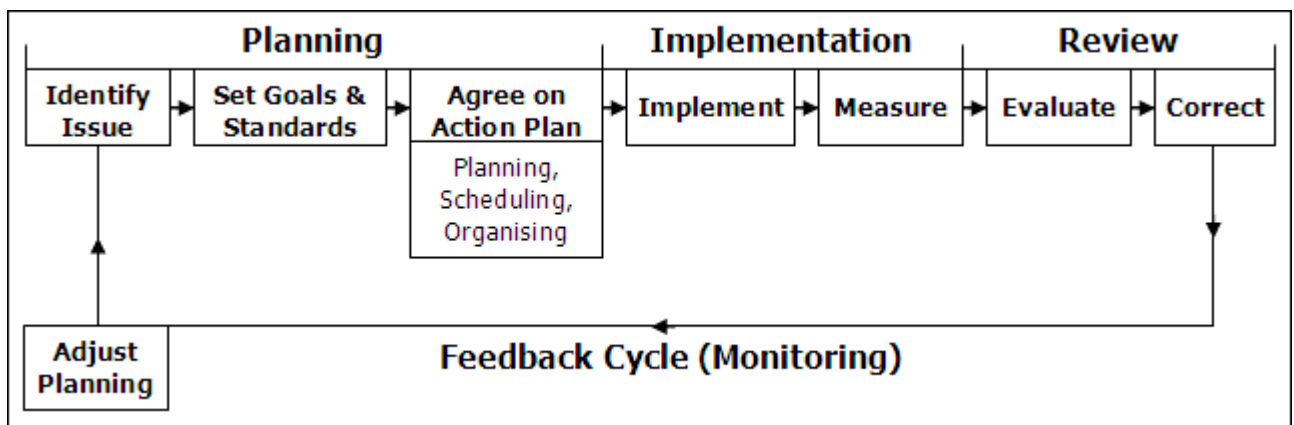 Planning
Implementation
Review
Identify
Issue
Set Goals &
Standards
Agree on
Action Plan
Planning,
Scheduling,
Organising
Implement
Measure
Evaluate
Correct
Adjust
Planning
Feedback Cycle (Monitoring)